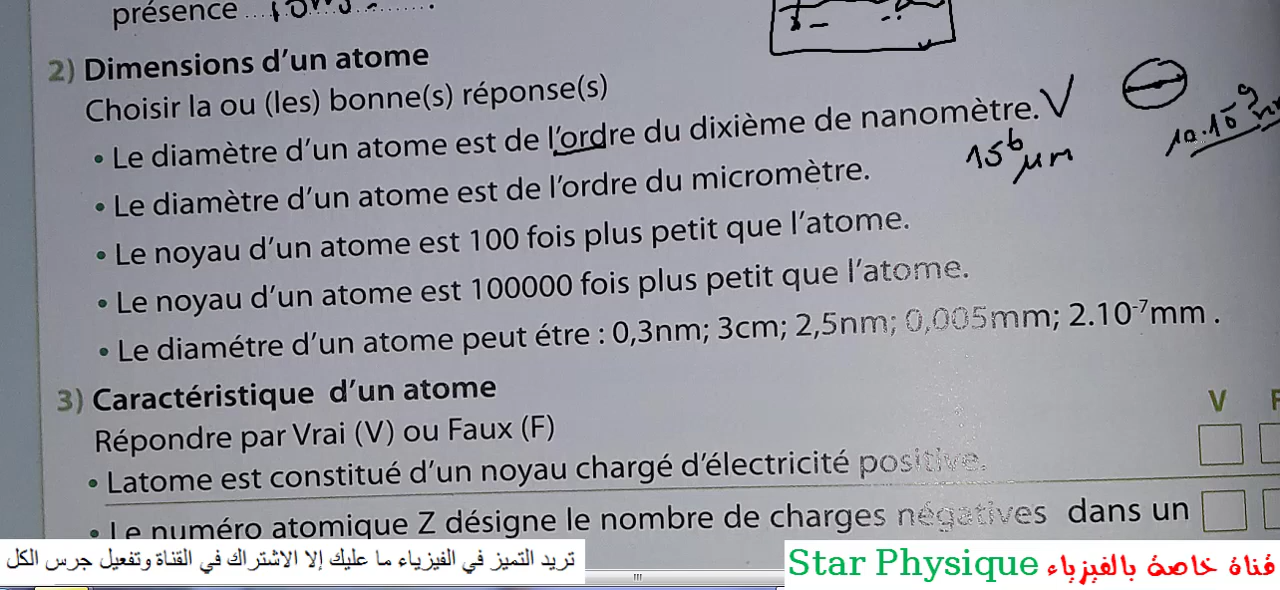 présence
2) Dimensions d'un atome
Choisir la ou (les) bonne(s) réponse(s)
• Le diamètre d'un atome est de l'ordre du dixième de nanomètre. V
• Le diamètre d'un atome est de l'ordre du micromètre.
• Le noyau d'un atome est 100 fois plus petit que l'atome.
• Le noyau d'un atome est 100000 fois plus petit que l'atome.
• Le diamétre d'un atome peut étre : 0,3nm; 3cm; 2,5nm; 0,005mm; 2.10⁻⁷mm .
3) Caractéristique d'un atome
V F
Répondre par Vrai (V) ou Faux (F)
• Latome est constitué d'un noyau chargé d'électricité positive.
• Le numéro atomique Z désigne le nombre de charges négatives dans un
تريد التميز في الفيزياء ما عليك إلا الاشتراك في القناة وتفعيل جرس الكل
Star Physique قناة خاصة بالفيزياء